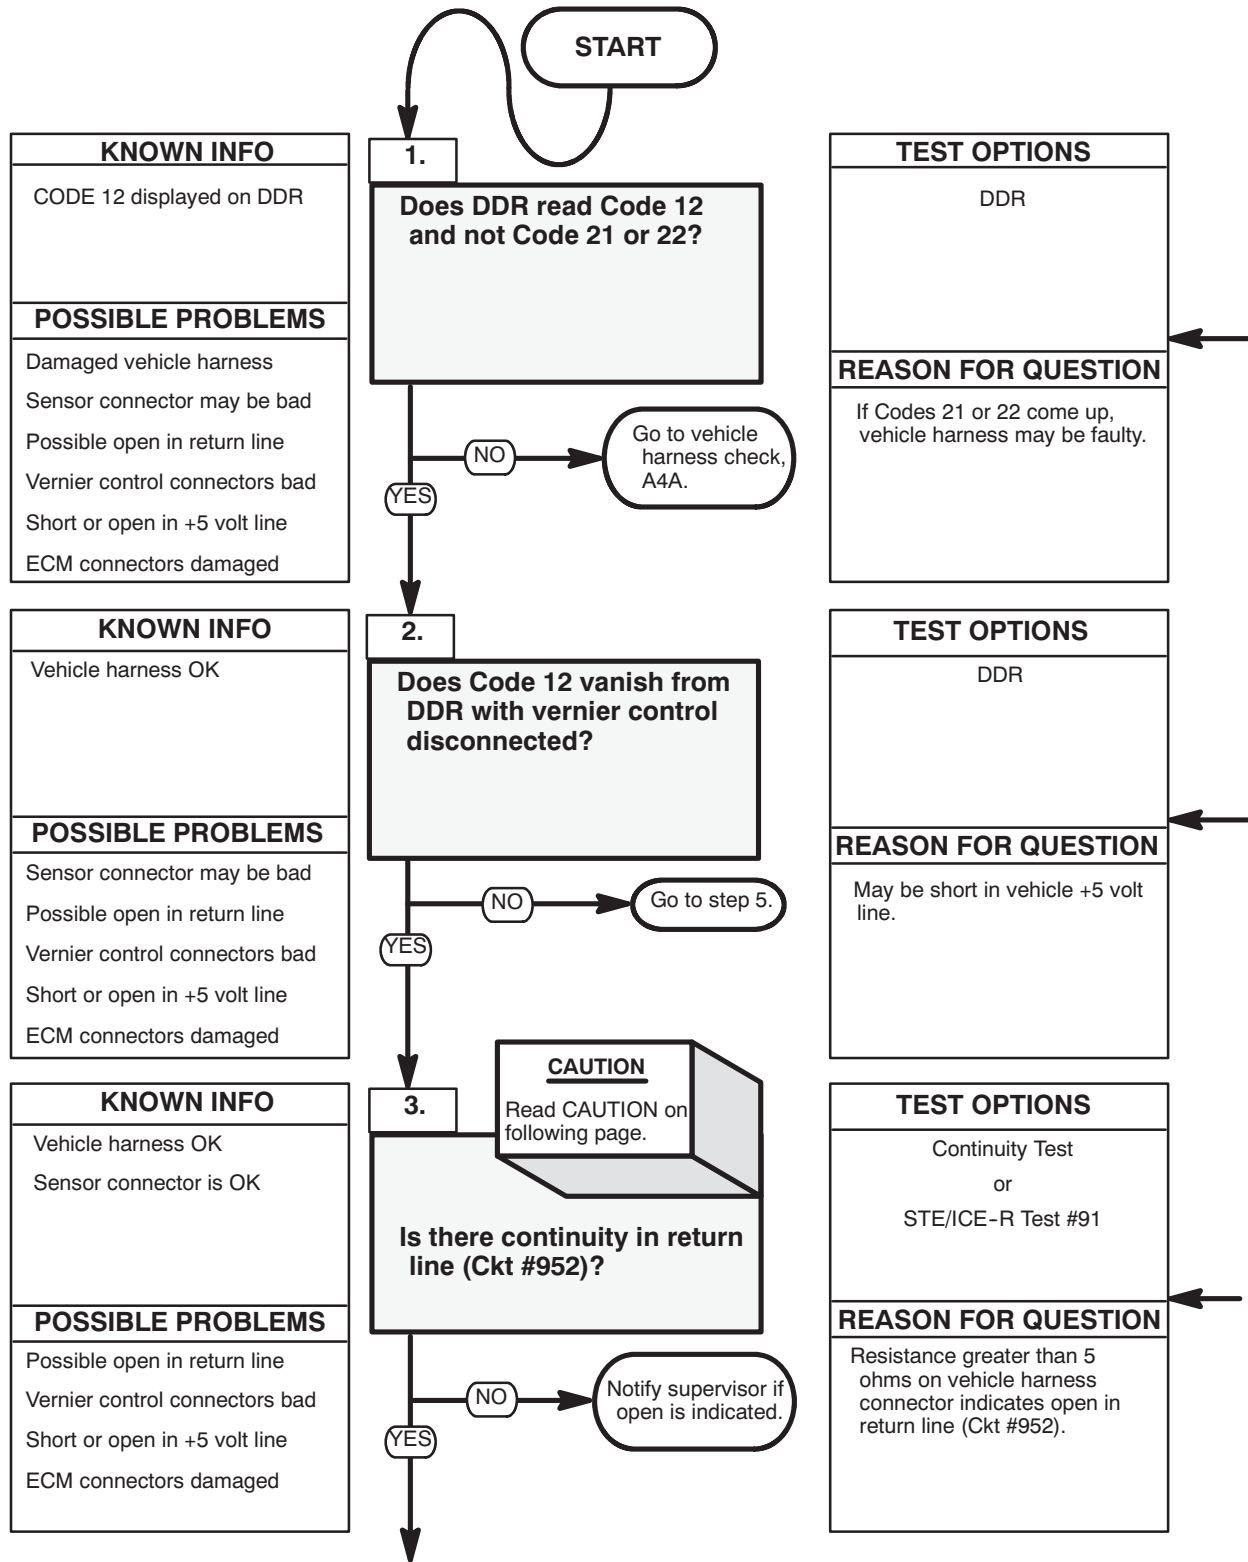 START
KNOWN INFO
CODE 12 displayed on DDR
POSSIBLE PROBLEMS
Damaged vehicle harness
Sensor connector may be bad
Possible open in return line
Vernier control connectors bad
Short or open in +5 volt line
ECM connectors damaged
1.
Does DDR read Code 12
and not Code 21 or 22?
NO
Go to vehicle
harness check,
A4A.
YES
TEST OPTIONS
DDR
REASON FOR QUESTION
If Codes 21 or 22 come up,
vehicle harness may be faulty.
KNOWN INFO
Vehicle harness OK
POSSIBLE PROBLEMS
Sensor connector may be bad
Possible open in return line
Vernier control connectors bad
Short or open in +5 volt line
ECM connectors damaged
2.
Does Code 12 vanish from
DDR with vernier control
disconnected?
NO
Go to step 5.
YES
TEST OPTIONS
DDR
REASON FOR QUESTION
May be short in vehicle +5 volt
line.
KNOWN INFO
Vehicle harness OK
Sensor connector is OK
POSSIBLE PROBLEMS
Possible open in return line
Vernier control connectors bad
Short or open in +5 volt line
ECM connectors damaged
3.
CAUTION
Read CAUTION on
following page.
Is there continuity in return
line (Ckt #952)?
NO
Notify supervisor if
open is indicated.
YES
TEST OPTIONS
Continuity Test
or
STE/ICE-R Test #91
REASON FOR QUESTION
Resistance greater than 5
ohms on vehicle harness
connector indicates open in
return line (Ckt #952).